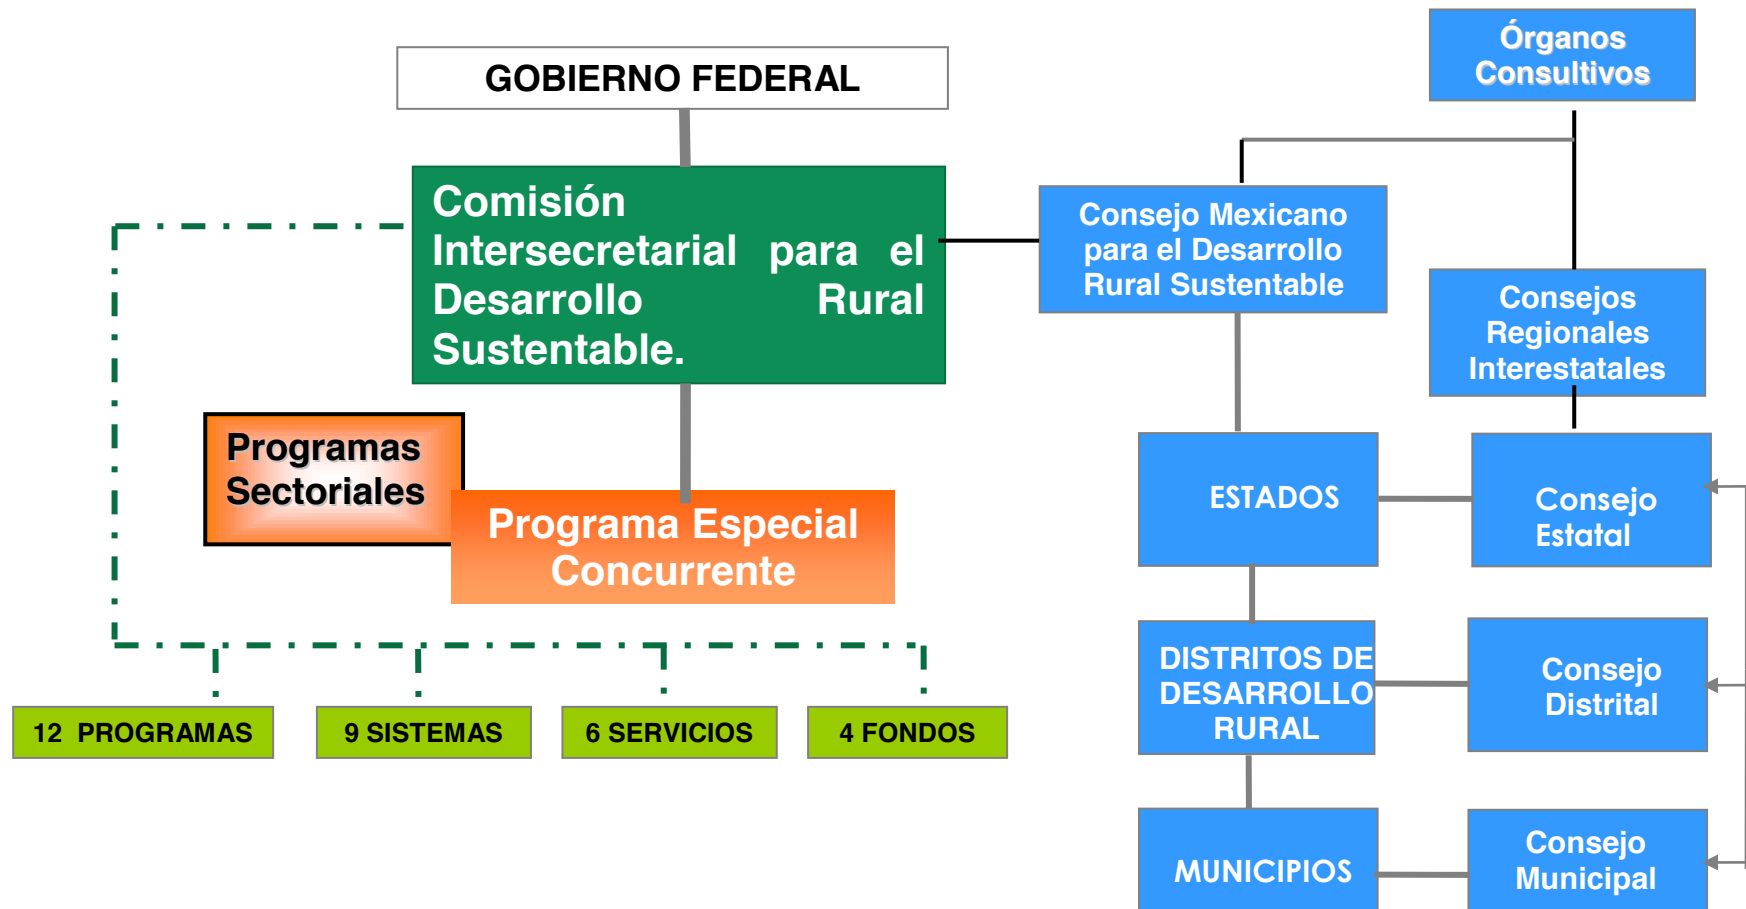 Órganos
Consultivos
GOBIERNO FEDERAL
Comisión
Intersecretarial para el
Desarrollo Rural
Sustentable.
Consejo Mexicano
para el Desarrollo
Rural Sustentable
Consejos
Regionales
Interestatales
Programas
Sectoriales
Programa Especial
Concurrente
ESTADOS
Consejo
Estatal
DISTRITOS DE
DESARROLLO
RURAL
Consejo
Distrital
12 PROGRAMAS
9 SISTEMAS
6 SERVICIOS
4 FONDOS
MUNICIPIOS
Consejo
Municipal